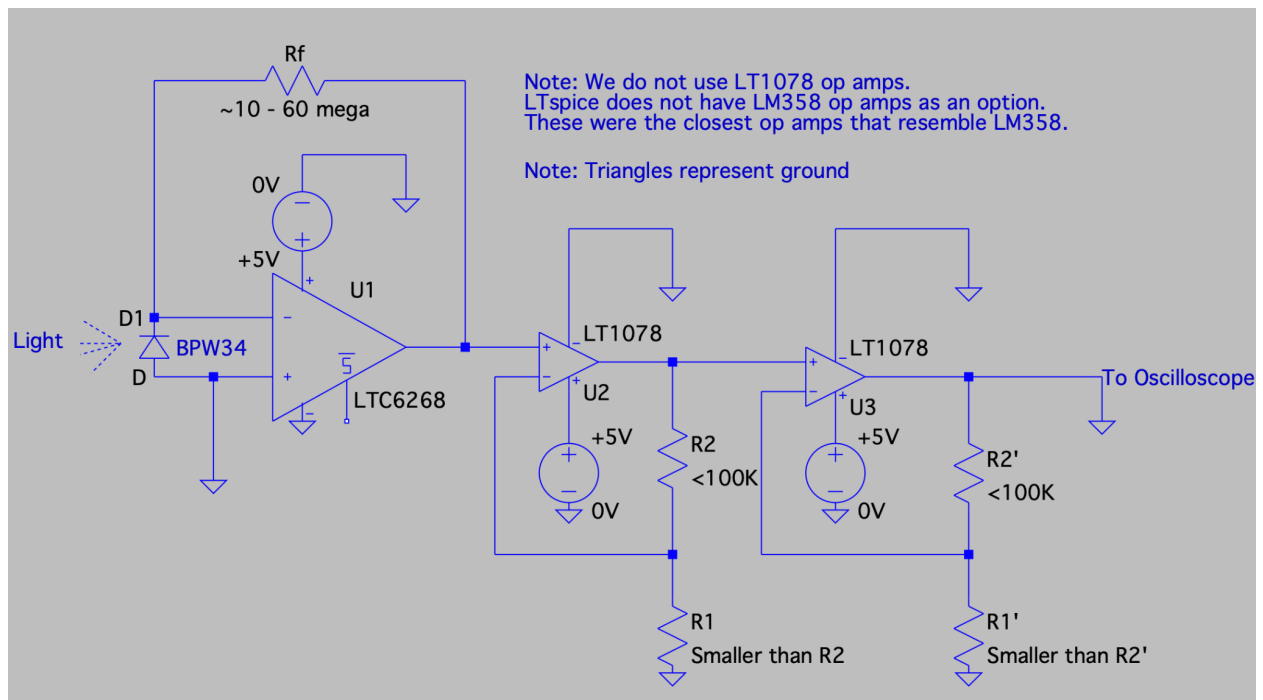 Rf
~10 - 60 mega
Note: We do not use LT1078 op amps.
LTspice does not have LM358 op amps as an option.
These were the closest op amps that resemble LM358.
Note: Triangles represent ground
0V
−
+
+5V
+
U1
D1
−
Light
BPW34
D
+
5
−
LTC6268
LT1078
+
−
−
+
U2
+5V
+
−
0V
R2
<100K
R1
Smaller than R2
LT1078
+
−
−
+
U3
+5V
+
−
0V
To Oscilloscope
R2'
<100K
R1'
Smaller than R2'